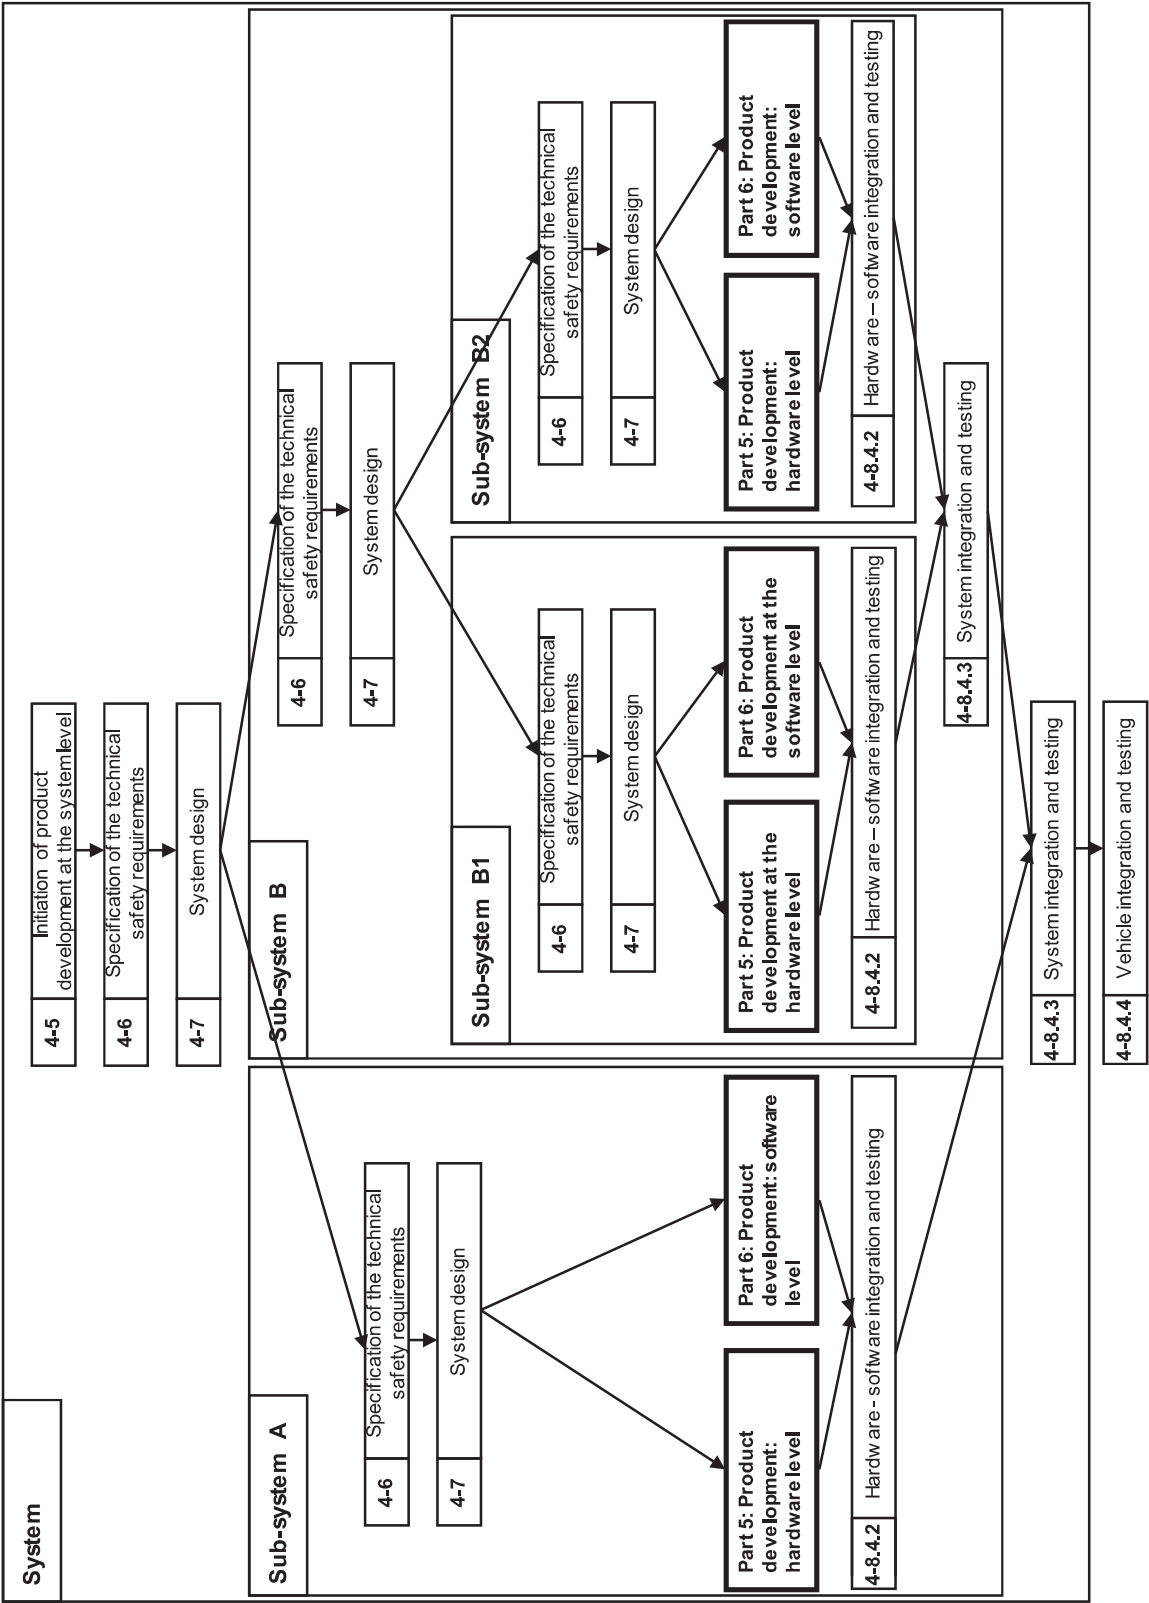 System
4-5
Initiation of product
development at the system level
4-6
Specification of the technical
safety requirements
4-7
System design
Sub-system A
4-6
Specification of the technical
safety requirements
4-7
System design
Part 5: Product
development:
hardware level
Part 6: Product
development: software
level
4-8.4.2
Hardware - software integration and testing
Sub-system B
4-6
Specification of the technical
safety requirements
4-7
System design
Sub-system B1
4-6
Specification of the technical
safety requirements
4-7
System design
Part 5: Product
development at the
hardware level
Part 6: Product
development at the
software level
4-8.4.2
Hardware – software integration and testing
Sub-system B2
4-6
Specification of the technical
safety requirements
4-7
System design
Part 5: Product
development:
hardware level
Part 6: Product
development:
software level
4-8.4.2
Hardware – software integration and testing
4-8.4.3
System integration and testing
4-8.4.3
System integration and testing
4-8.4.4
Vehicle integration and testing